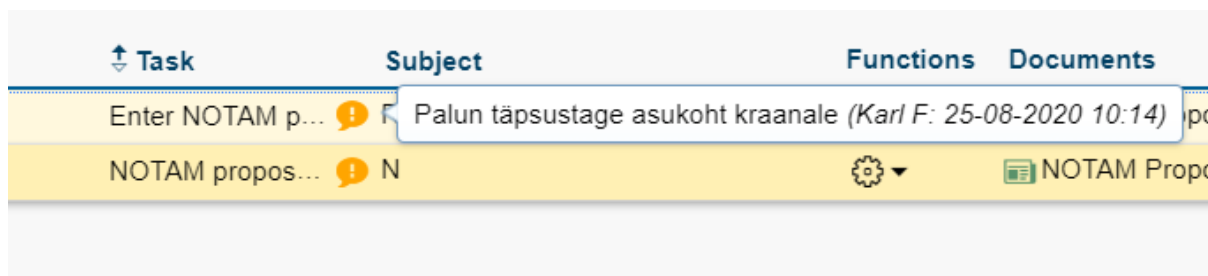 Task Subject Functions Documents
Enter NOTAM p... Palun täpsustage asukoht kraanale (Karl F: 25-08-2020 10:14)
NOTAM propos... N NOTAM Propo